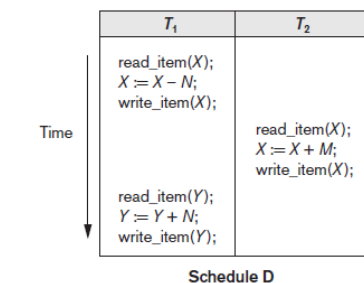 T₁ T₂
read_item(X);
X := X – N;
write_item(X);
Time
read_item(X);
X := X + M;
write_item(X);
read_item(Y);
Y := Y + N;
write_item(Y);
Schedule D